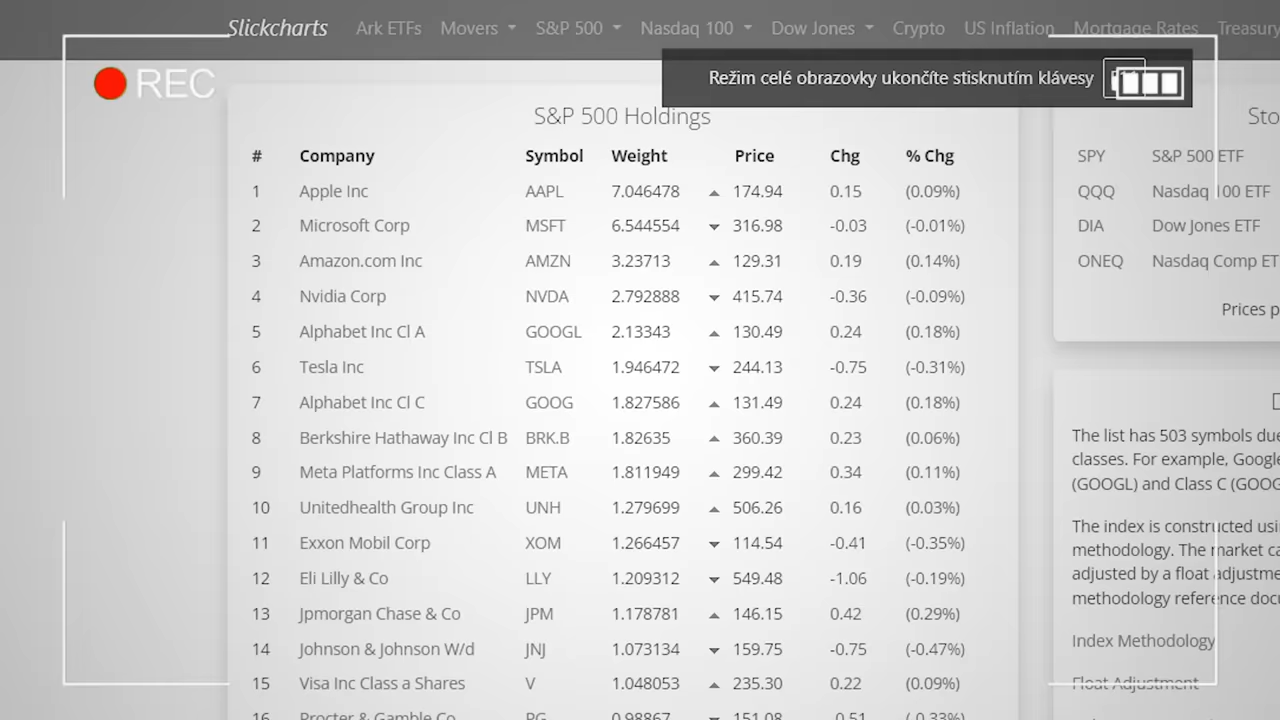 Slickcharts Ark ETFs Movers S&P 500 Nasdaq 100 Dow Jones Crypto US Inflation Mortgage Rates Treasury
REC
Režim celé obrazovky ukončíte stisknutím klávesy
S&P 500 Holdings
# Company Symbol Weight Price Chg % Chg
1 Apple Inc AAPL 7.046478 174.94 0.15 (0.09%)
2 Microsoft Corp MSFT 6.544554 316.98 -0.03 (-0.01%)
3 Amazon.com Inc AMZN 3.23713 129.31 0.19 (0.14%)
4 Nvidia Corp NVDA 2.792888 415.74 -0.36 (-0.09%)
5 Alphabet Inc Cl A GOOGL 2.13343 130.49 0.24 (0.18%)
6 Tesla Inc TSLA 1.946472 244.13 -0.75 (-0.31%)
7 Alphabet Inc Cl C GOOG 1.827586 131.49 0.24 (0.18%)
8 Berkshire Hathaway Inc Cl B BRK.B 1.82635 360.39 0.23 (0.06%)
9 Meta Platforms Inc Class A META 1.811949 299.42 0.34 (0.11%)
10 Unitedhealth Group Inc UNH 1.279699 506.26 0.16 (0.03%)
11 Exxon Mobil Corp XOM 1.266457 114.54 -0.41 (-0.35%)
12 Eli Lilly & Co LLY 1.209312 549.48 -1.06 (-0.19%)
13 Jpmorgan Chase & Co JPM 1.178781 146.15 0.42 (0.29%)
14 Johnson & Johnson W/d JNJ 1.073134 159.75 -0.75 (-0.47%)
15 Visa Inc Class a Shares V 1.048053 235.30 0.22 (0.09%)
16 Procter & Gamble Co PG 0.98867 151.08 -0.51 (-0.33%)
Sto
SPY S&P 500 ETF
QQQ Nasdaq 100 ETF
DIA Dow Jones ETF
ONEQ Nasdaq Comp ET
Prices p
The list has 503 symbols due
classes. For example, Google
(GOOGL) and Class C (GOOG
The index is constructed usi
methodology. The market ca
adjusted by a float adjustme
methodology reference docu
Index Methodology
Float Adjustment